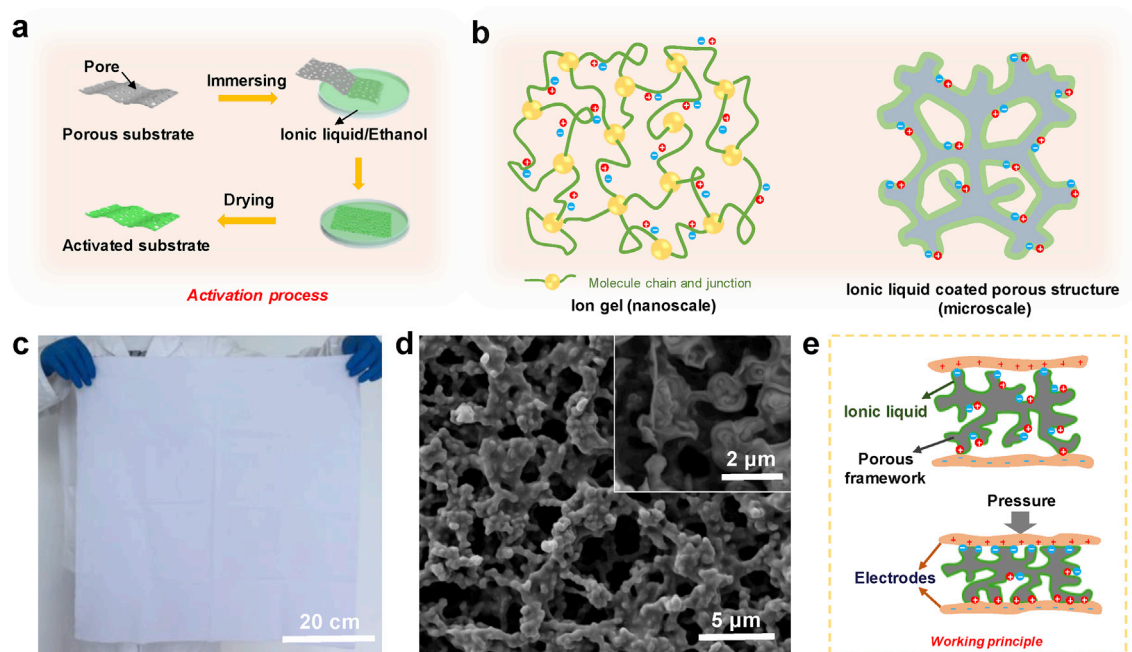 a
Pore
Immersing
Porous substrate
Ionic liquid/Ethanol
Drying
Activated substrate
Activation process
b
Molecule chain and junction
Ion gel (nanoscale)
Ionic liquid coated porous structure
(microscale)
c
20 cm
d
2 μm
5 μm
e
Ionic liquid
Porous
framework
Pressure
Electrodes
Working principle